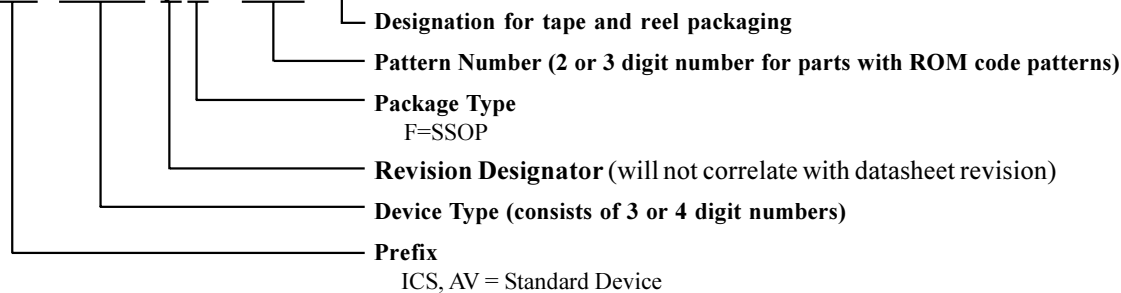 Designation for tape and reel packaging
Pattern Number (2 or 3 digit number for parts with ROM code patterns)
Package Type
F=SSOP
Revision Designator (will not correlate with datasheet revision)
Device Type (consists of 3 or 4 digit numbers)
Prefix
ICS, AV = Standard Device